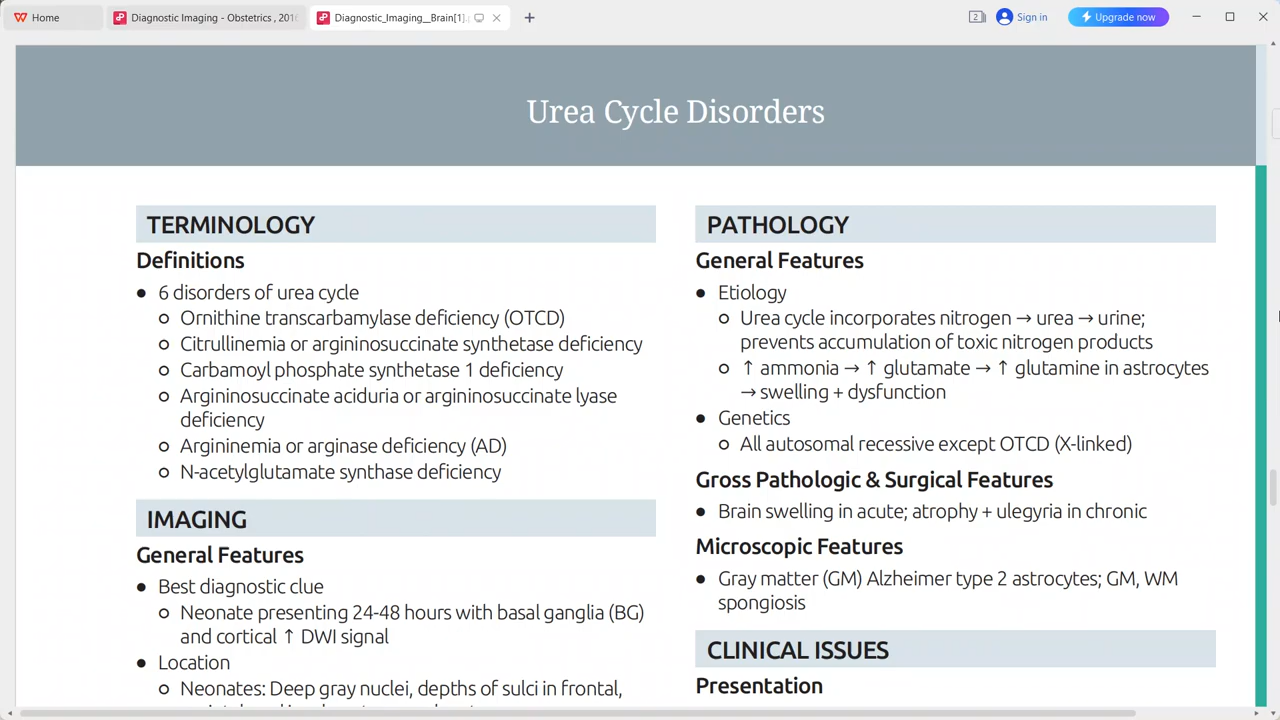 Home
Diagnostic Imaging - Obstetrics , 201
Diagnostic_Imaging__Brain[1].
2
Sign in
Upgrade now
Urea Cycle Disorders
TERMINOLOGY
Definitions
• 6 disorders of urea cycle
o Ornithine transcarbamylase deficiency (OTCD)
o Citrullinemia or argininosuccinate synthetase deficiency
o Carbamoyl phosphate synthetase 1 deficiency
o Argininosuccinate aciduria or argininosuccinate lyase
deficiency
o Argininemia or arginase deficiency (AD)
o N-acetylglutamate synthase deficiency
IMAGING
General Features
• Best diagnostic clue
o Neonate presenting 24-48 hours with basal ganglia (BG)
and cortical ↑ DWI signal
• Location
o Neonates: Deep gray nuclei, depths of sulci in frontal,
PATHOLOGY
General Features
• Etiology
o Urea cycle incorporates nitrogen → urea → urine;
prevents accumulation of toxic nitrogen products
o ↑ ammonia → ↑ glutamate → ↑ glutamine in astrocytes
→ swelling + dysfunction
• Genetics
o All autosomal recessive except OTCD (X-linked)
Gross Pathologic & Surgical Features
• Brain swelling in acute; atrophy + ulegyria in chronic
Microscopic Features
• Gray matter (GM) Alzheimer type 2 astrocytes; GM, WM
spongiosis
CLINICAL ISSUES
Presentation